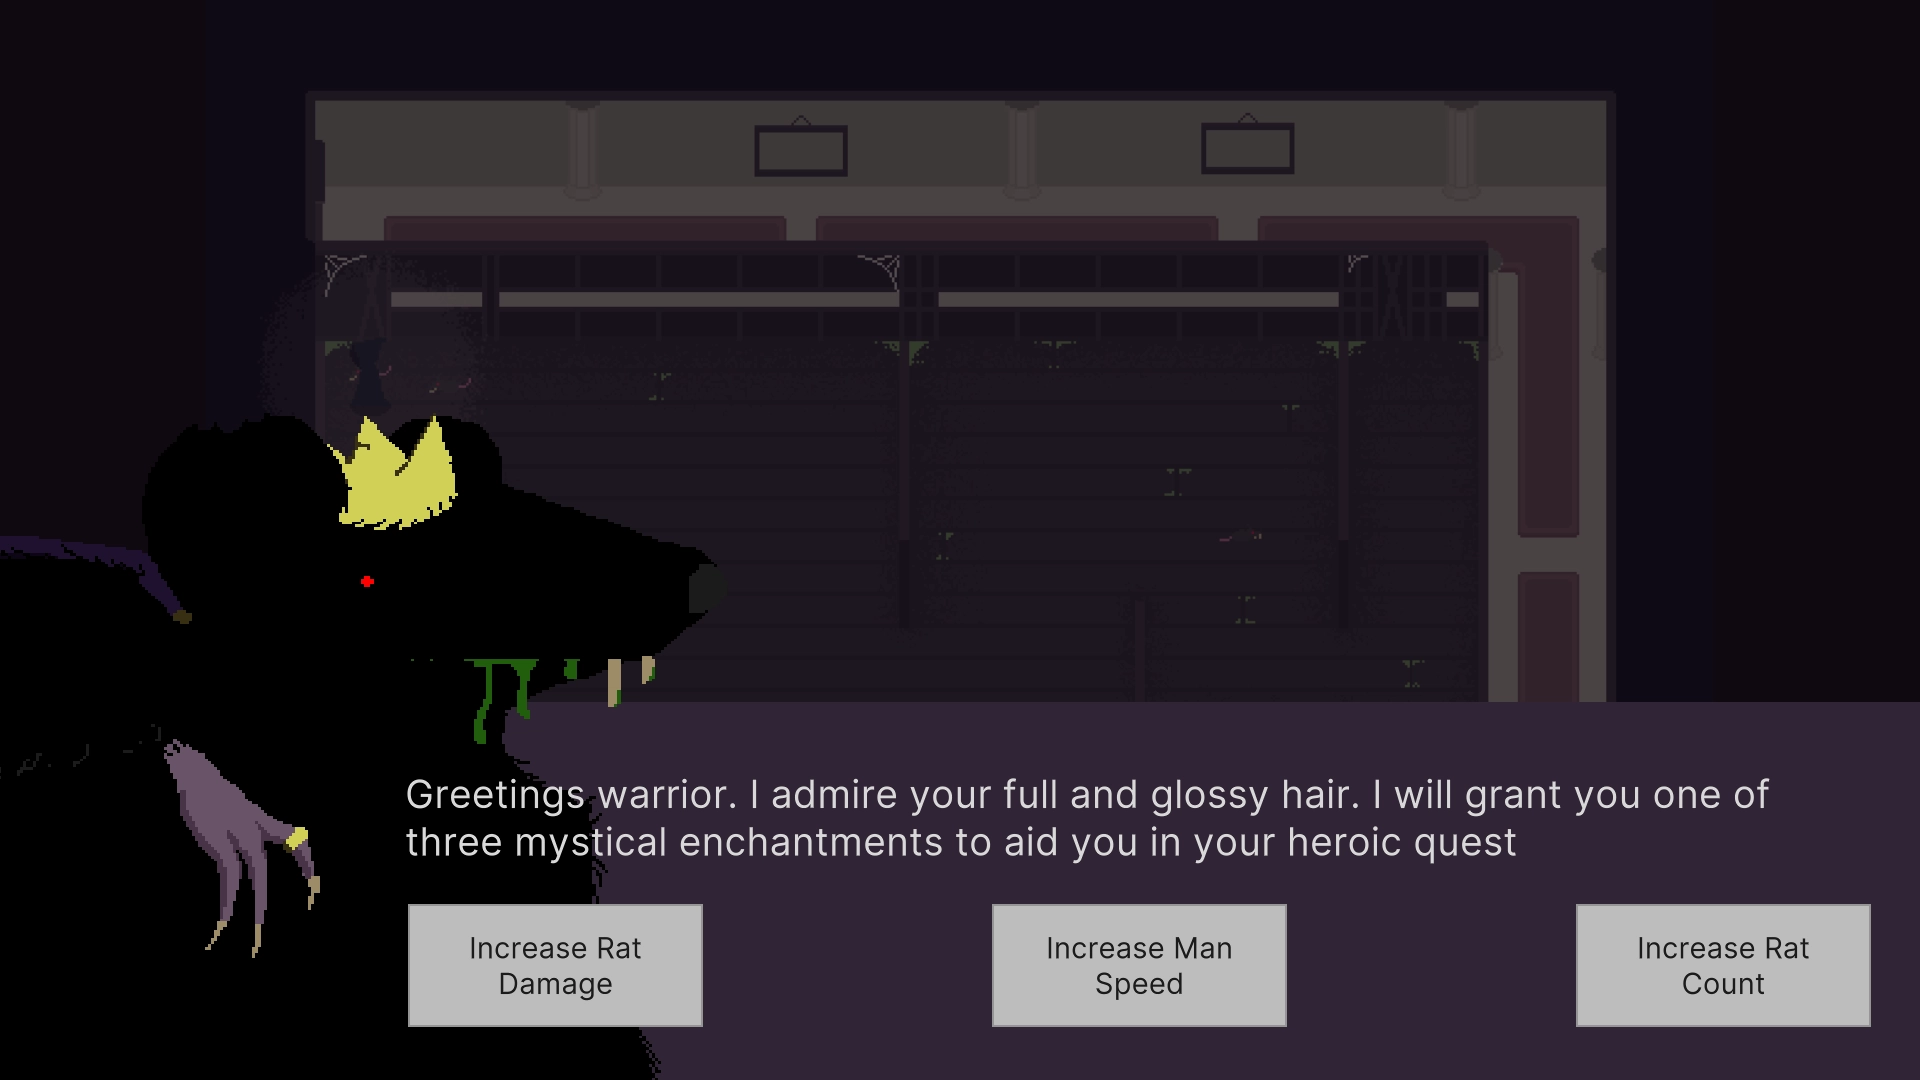 Greetings warrior. I admire your full and glossy hair. I will grant you one of
three mystical enchantments to aid you in your heroic quest
Increase Rat
Damage
Increase Man
Speed
Increase Rat
Count